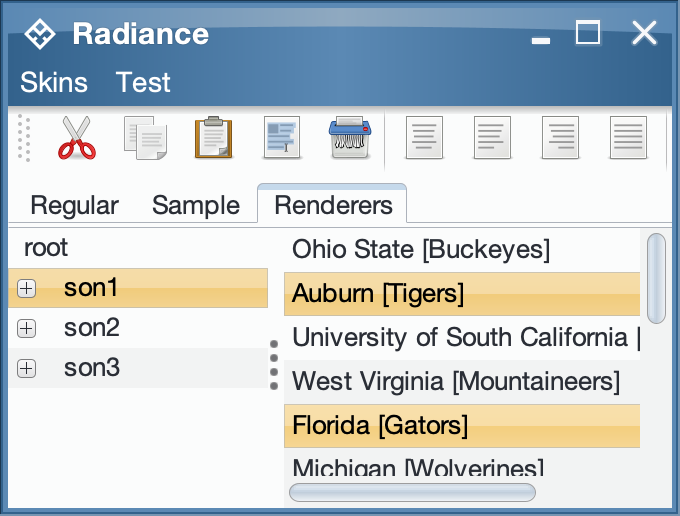 Radiance
Skins Test
Regular Sample Renderers
root
son1
son2
son3
Ohio State [Buckeyes]
Auburn [Tigers]
University of South California [
West Virginia [Mountaineers]
Florida [Gators]
Michigan [Wolverines]